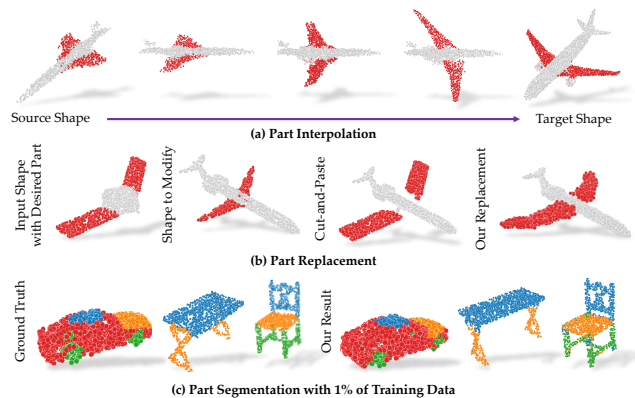 Source Shape
Target Shape
(a) Part Interpolation
Input Shape
with Desired Part
Shape to Modify
Cut-and-Paste
Our Replacement
(b) Part Replacement
Ground Truth
Our Result
(c) Part Segmentation with 1% of Training Data